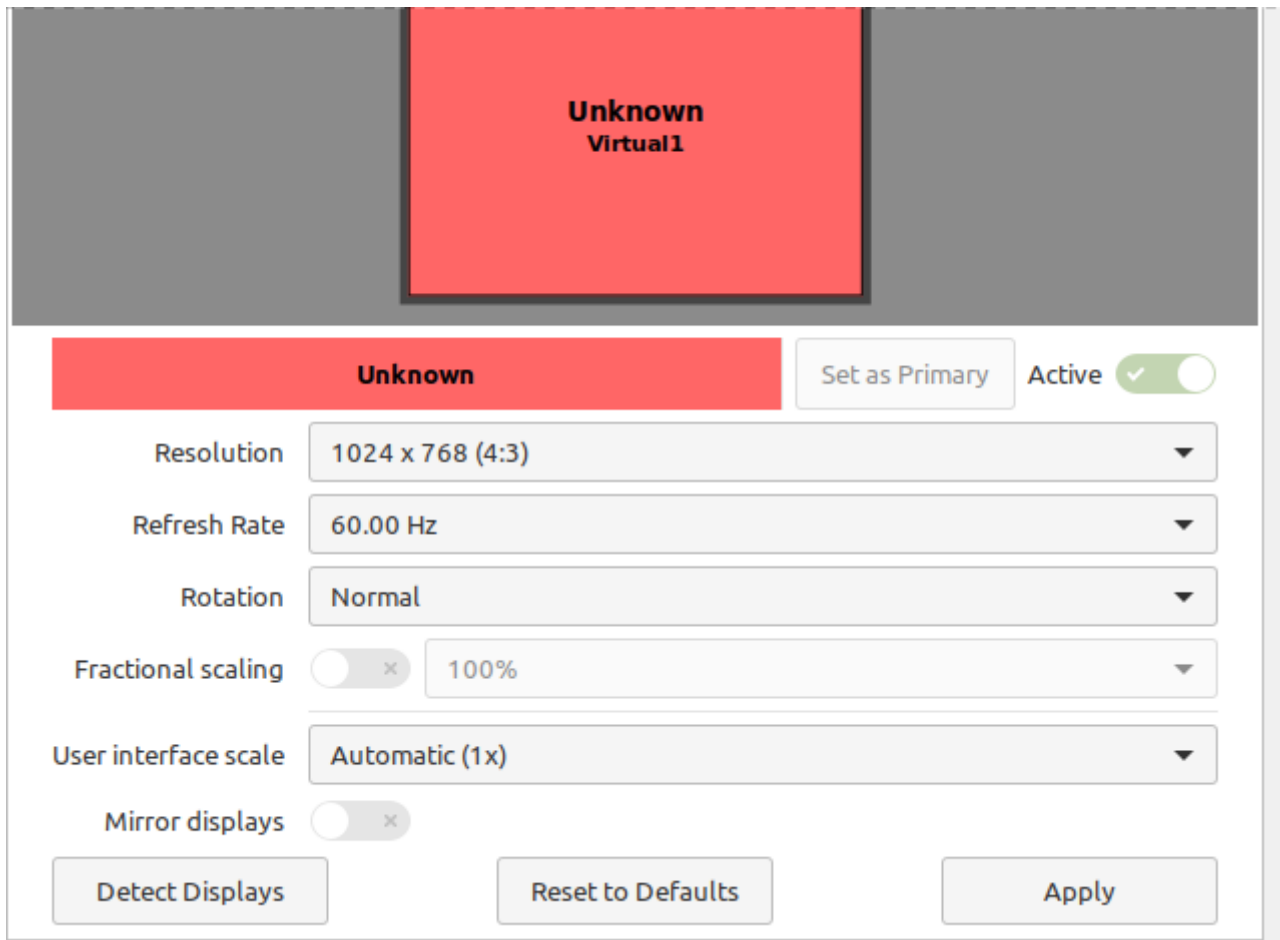 Unknown
Virtual1
Unknown Set as Primary Active
Resolution 1024 x 768 (4:3)
Refresh Rate 60.00 Hz
Rotation Normal
Fractional scaling 100%
User interface scale Automatic (1x)
Mirror displays
Detect Displays Reset to Defaults Apply